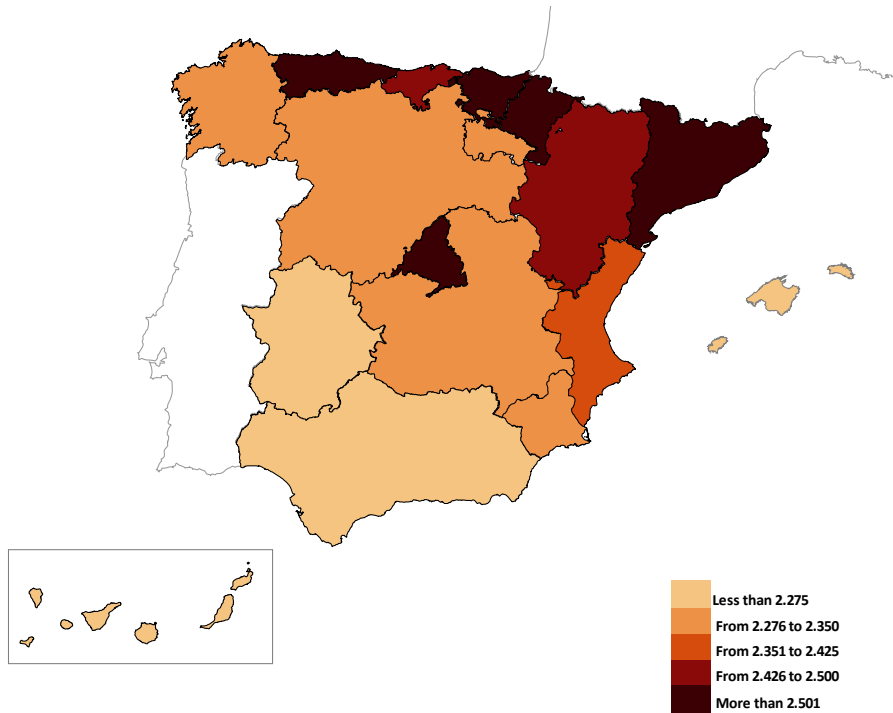 Less than 2.275
From 2.276 to 2.350
From 2.351 to 2.425
From 2.426 to 2.500
More than 2.501